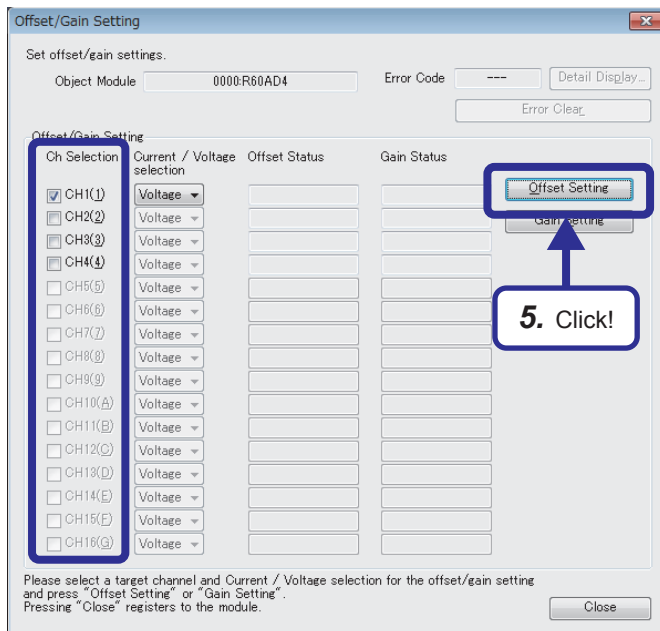 Offset/Gain Setting
Set offset/gain settings.
Object Module 0000:R60AD4 Error Code --- Detail Display...
Error Clear
Offset/Gain Setting
Ch Selection Current / Voltage selection Offset Status Gain Status
CH1(1) Voltage Offset Setting
CH2(2) Voltage Gain Setting
CH3(3) Voltage
CH4(4) Voltage
CH5(5) Voltage
CH6(6) Voltage
5. Click!
CH7(7) Voltage
CH8(8) Voltage
CH9(9) Voltage
CH10(A) Voltage
CH11(B) Voltage
CH12(C) Voltage
CH13(D) Voltage
CH14(E) Voltage
CH15(F) Voltage
CH16(G) Voltage
Please select a target channel and Current / Voltage selection for the offset/gain setting
and press "Offset Setting" or "Gain Setting".
Pressing "Close" registers to the module.
Close